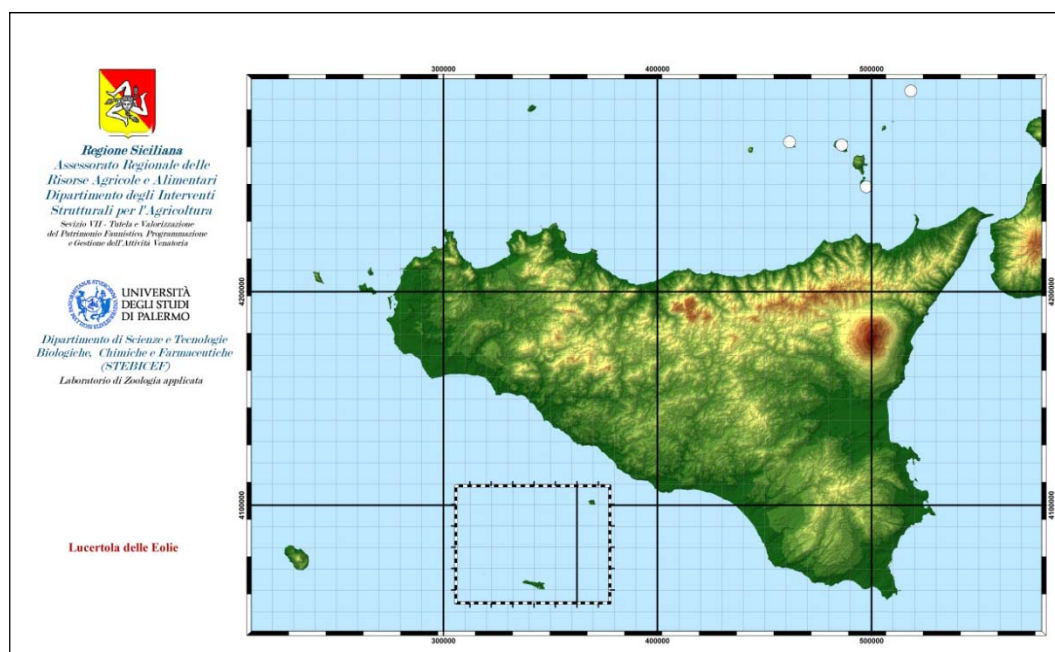 Regione Siciliana
Assessorato Regionale delle
Risorse Agricole e Alimentari
Dipartimento degli Interventi
Strutturali per l'Agricoltura
Sevizio VII - Tutela e Valorizzazione
del Patrimonio Faunistico, Programmazione
e Gestione dell'Attività Venatoria
UNIVERSITÀ
DEGLI STUDI
DI PALERMO
Dipartimento di Scienze e Tecnologie
Biologiche, Chimiche e Farmaceutiche
(STEBICEF)
Laboratorio di Zoologia applicata
Lucertola delle Eolie
300000 400000 500000
4200000 4200000
4100000 4100000
300000 400000 500000